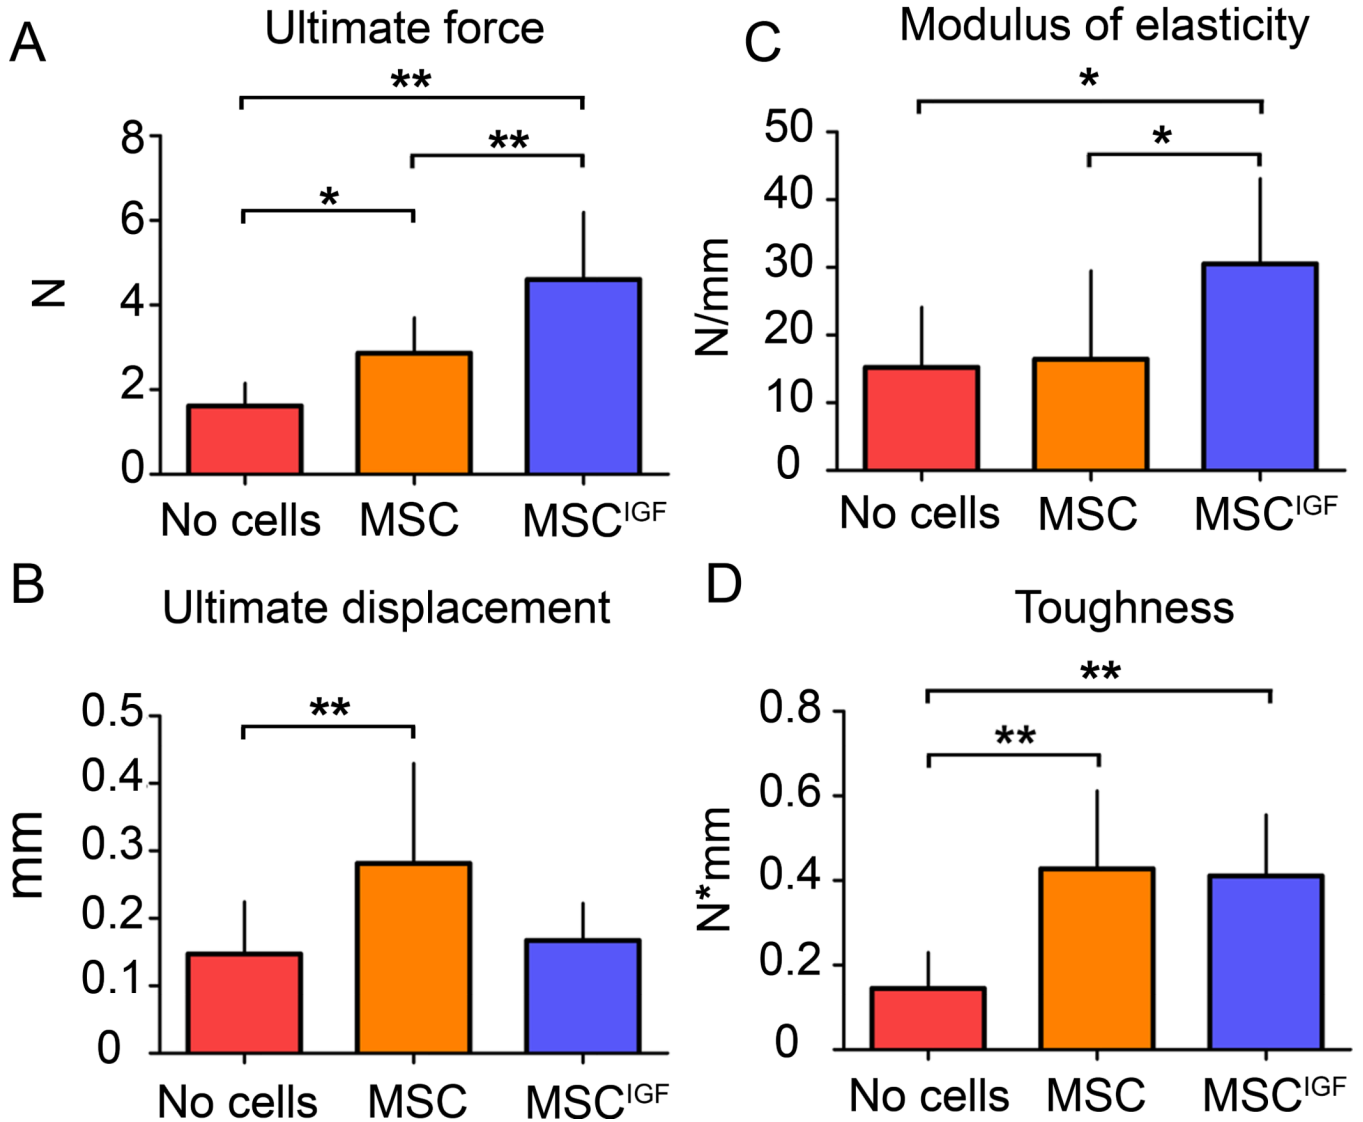 A
Ultimate force
**
**
*
8
6
4
2
0
N
No cells
MSC
MSC^IGF
C
Modulus of elasticity
*
*
50
40
30
20
10
0
N/mm
No cells
MSC
MSC^IGF
B
Ultimate displacement
**
0.5
0.4
0.3
0.2
0.1
0
mm
No cells
MSC
MSC^IGF
D
Toughness
**
**
0.8
0.6
0.4
0.2
0
N*mm
No cells
MSC
MSC^IGF